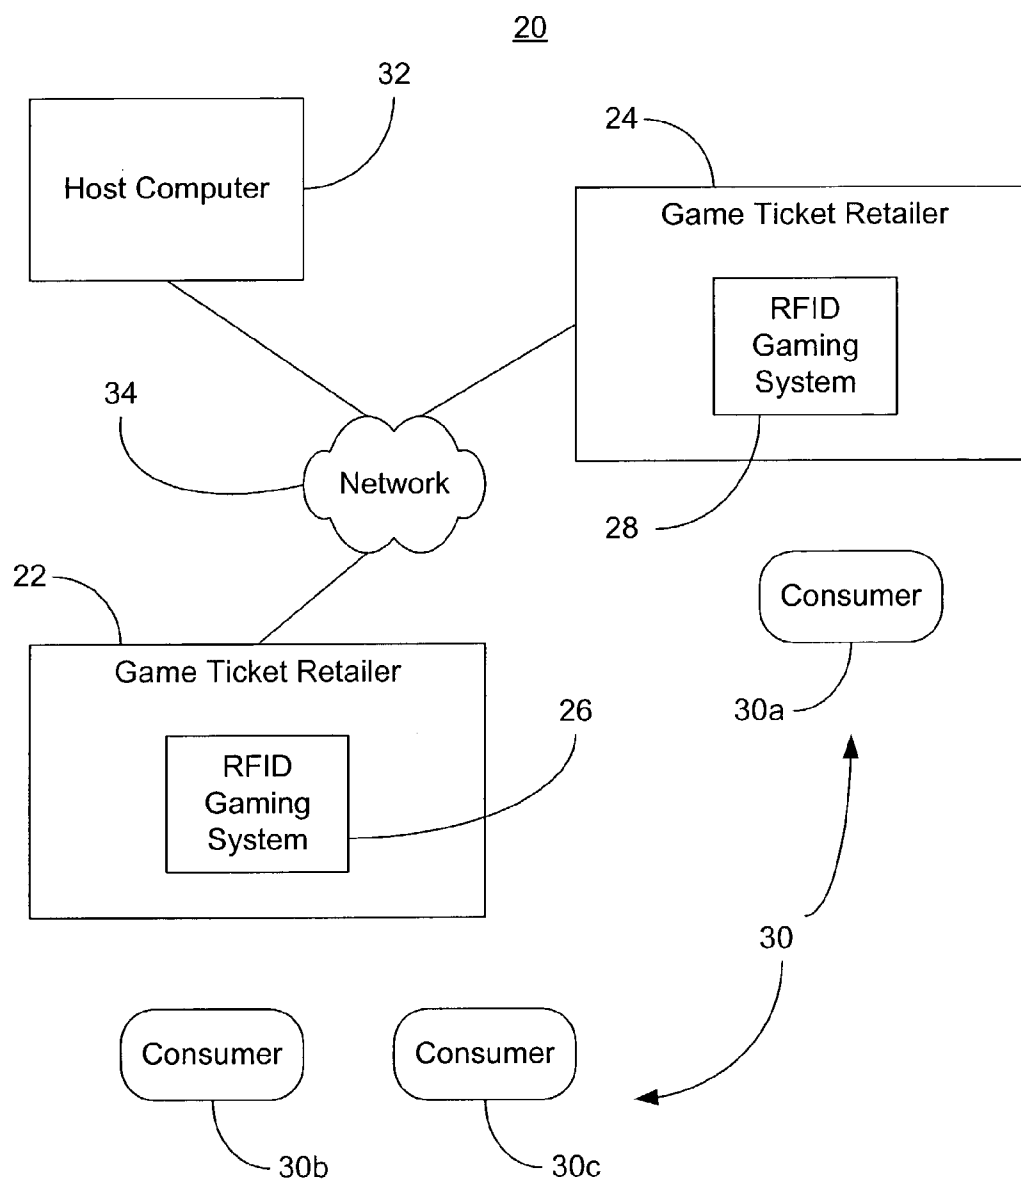 20
32
Host Computer
24
Game Ticket Retailer
RFID
Gaming
System
34
Network
28
22
Consumer
Game Ticket Retailer
30a
26
RFID
Gaming
System
30
Consumer
Consumer
30b
30c